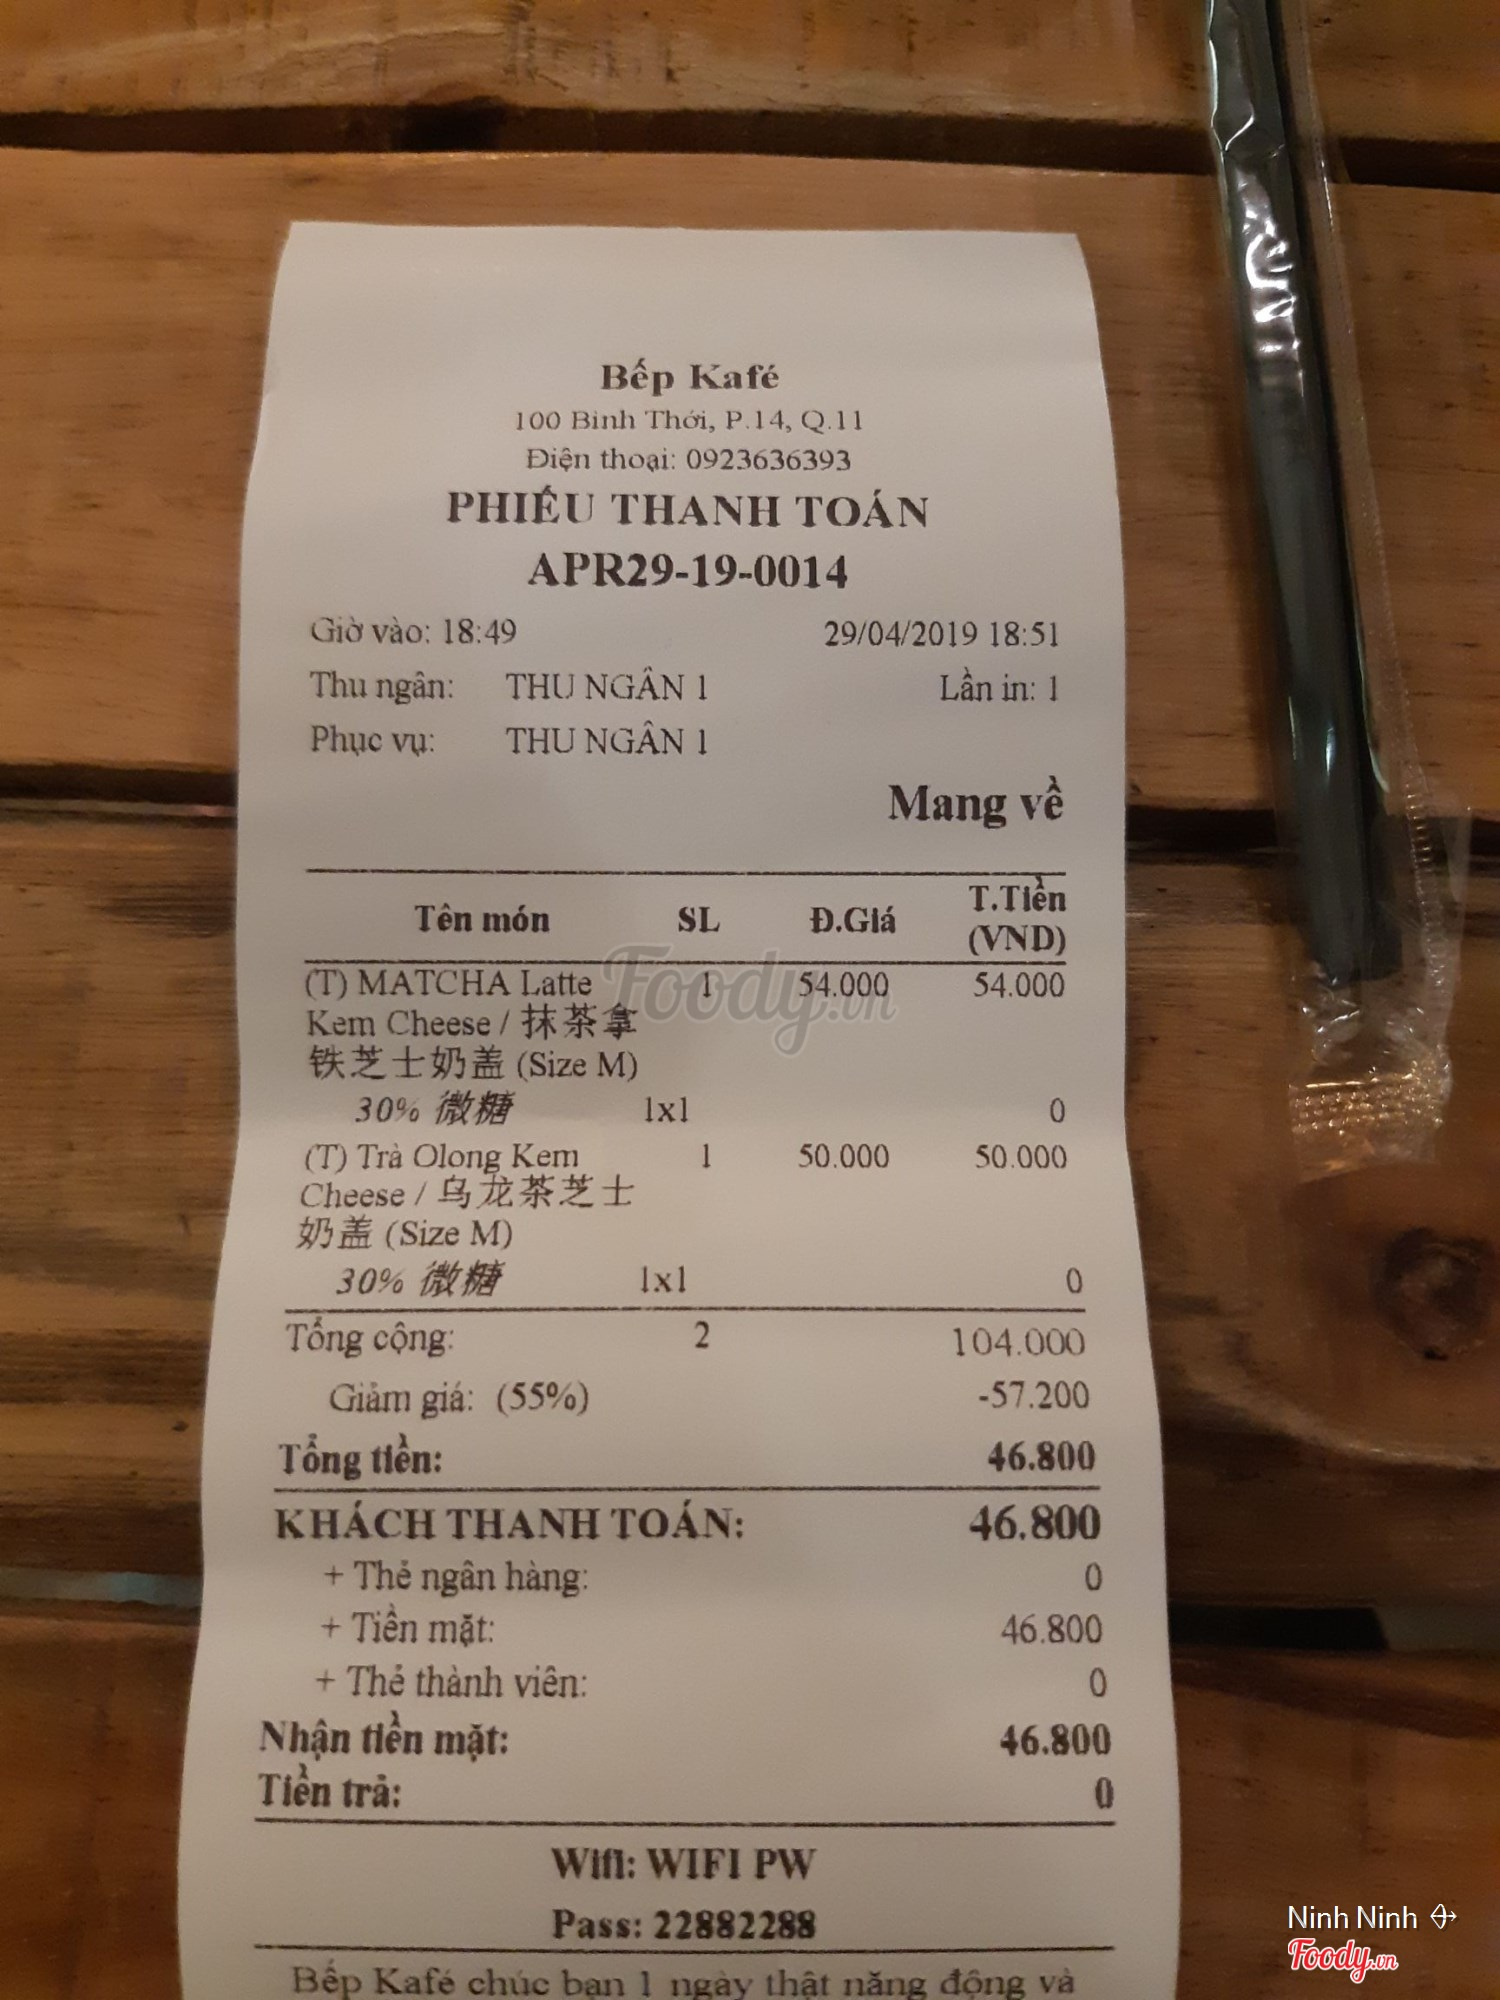 Bếp Kafé
100 Bình Thới, P.14, Q.11
Điện thoại: 0923636393
PHIẾU THANH TOÁN
APR29-19-0014
Giờ vào: 18:49 29/04/2019 18:51
Thu ngân: THU NGÂN 1 Lần in: 1
Phục vụ: THU NGÂN 1
Mang về
Tên món SL Đ.Giá T.Tiền (VND)
(T) MATCHA Latte 1 54.000 54.000
Kem Cheese / 抹茶拿
铁芝士奶盖 (Size M)
30% 微糖 1x1 0
(T) Trà Olong Kem 1 50.000 50.000
Cheese / 乌龙茶芝士
奶盖 (Size M)
30% 微糖 1x1 0
Tổng cộng: 2 104.000
Giảm giá: (55%) -57.200
Tổng tiền: 46.800
KHÁCH THANH TOÁN: 46.800
+ Thẻ ngân hàng: 0
+ Tiền mặt: 46.800
+ Thẻ thành viên: 0
Nhận tiền mặt: 46.800
Tiền trả: 0
Wifi: WIFI PW
Pass: 22882288
Bếp Kafé chúc bạn 1 ngày thật năng động và
Foody.vn
Ninh Ninh
Foody.vn